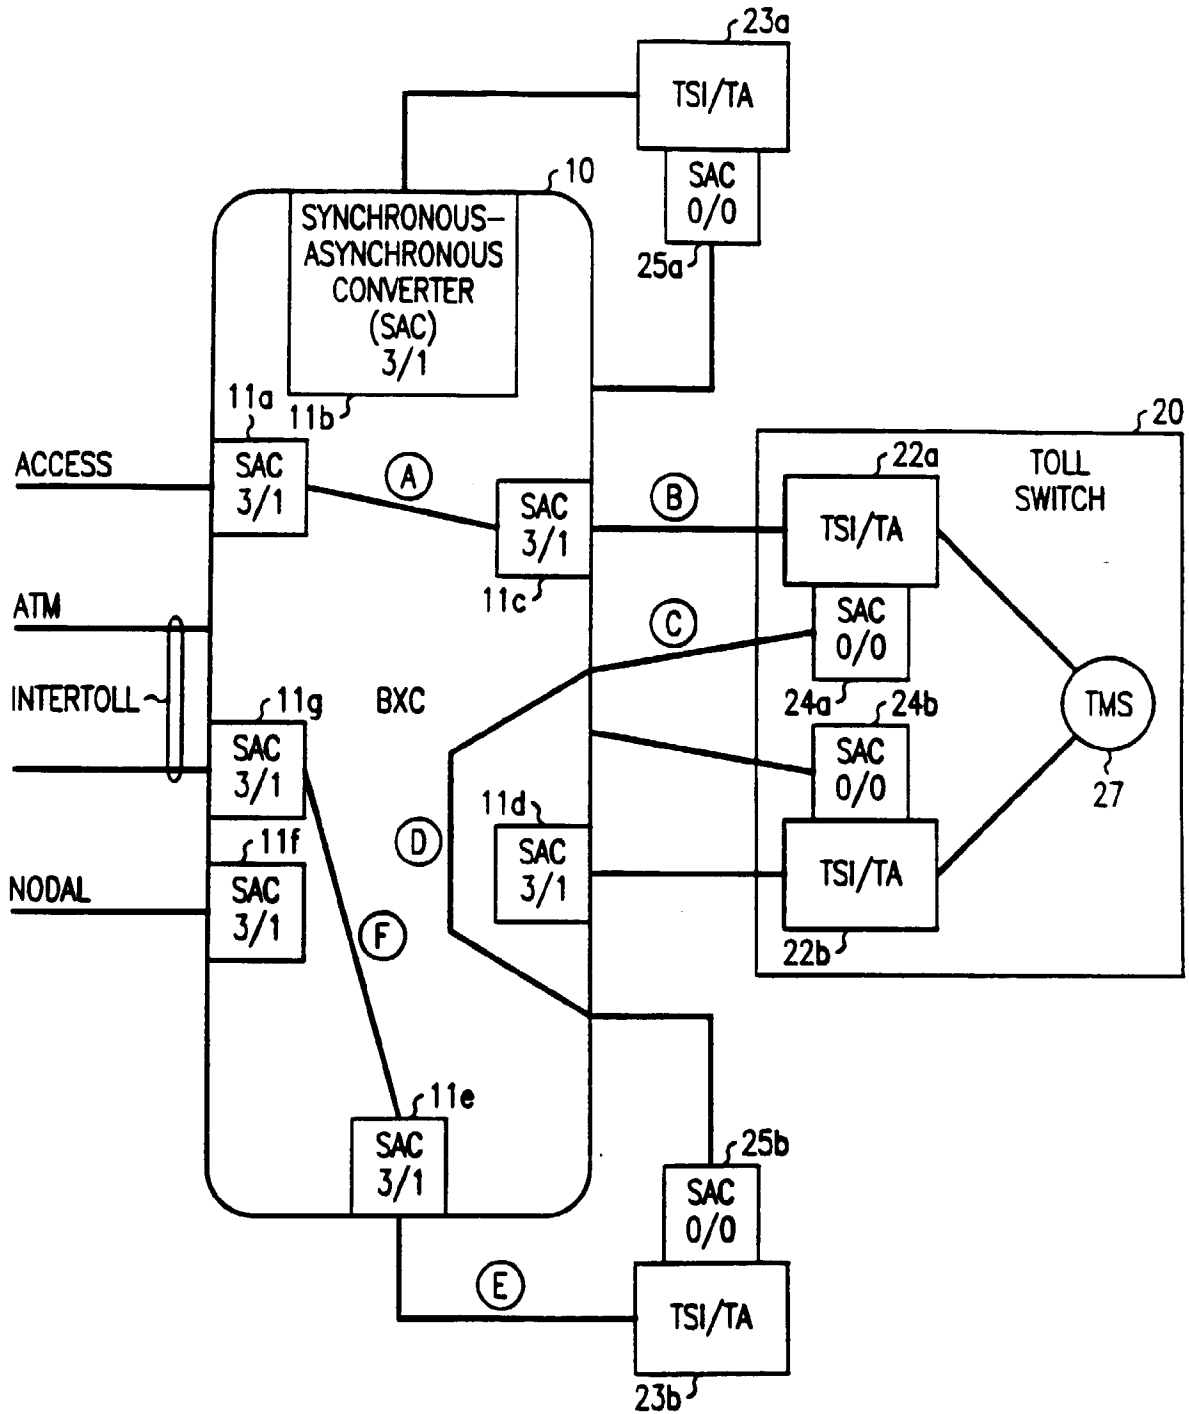 23a
TSI/TA
SAC
0/0
25a
10
SYNCHRONOUS-
ASYNCHRONOUS
CONVERTER
(SAC)
3/1
11b
11a
ACCESS
SAC
3/1
A
SAC
3/1
11c
B
20
TOLL
SWITCH
22a
TSI/TA
SAC
0/0
24a
C
ATM
INTERTOLL
BXC
TMS
27
24b
SAC
0/0
11g
SAC
3/1
D
11d
SAC
3/1
TSI/TA
22b
11f
NODAL
SAC
3/1
F
11e
SAC
3/1
E
25b
SAC
0/0
TSI/TA
23b